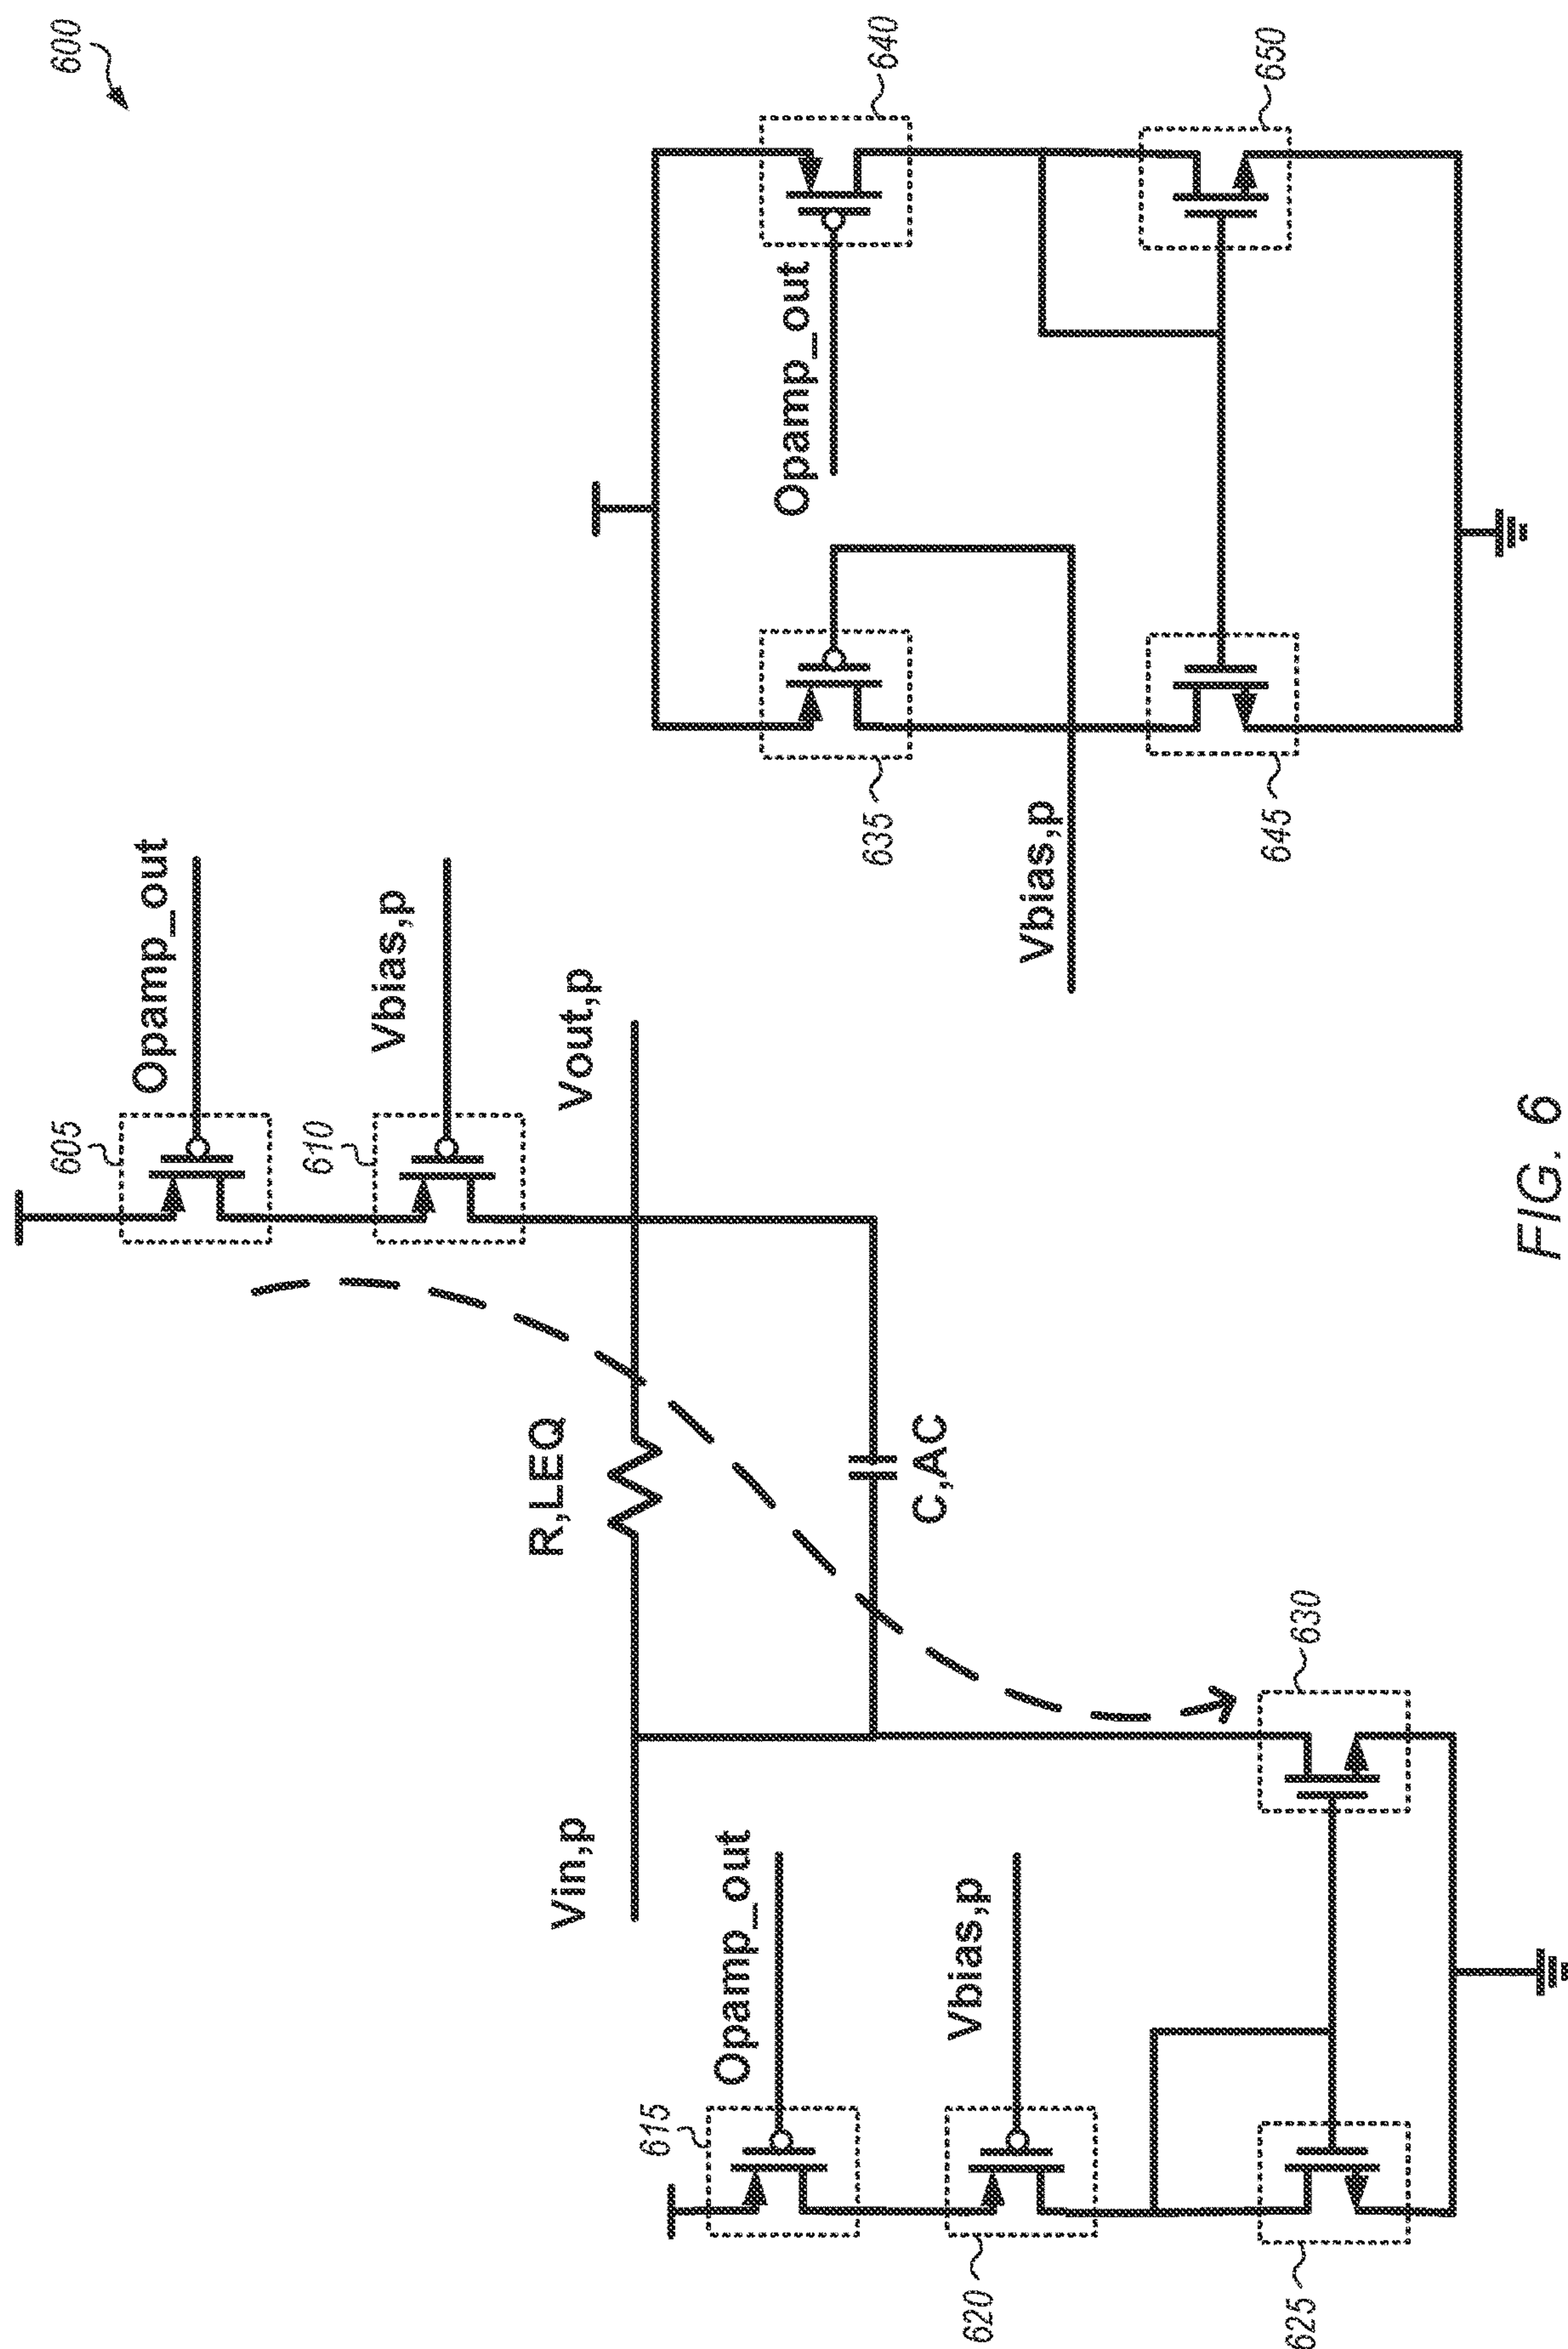 600
605
Opamp_out
610
Vbias,p
Vout,p
R,LEQ
C,AC
Vin,p
615
Opamp_out
620
Vbias,p
625
630
Opamp_out
640
635
Vbias,p
645
650
FIG. 6